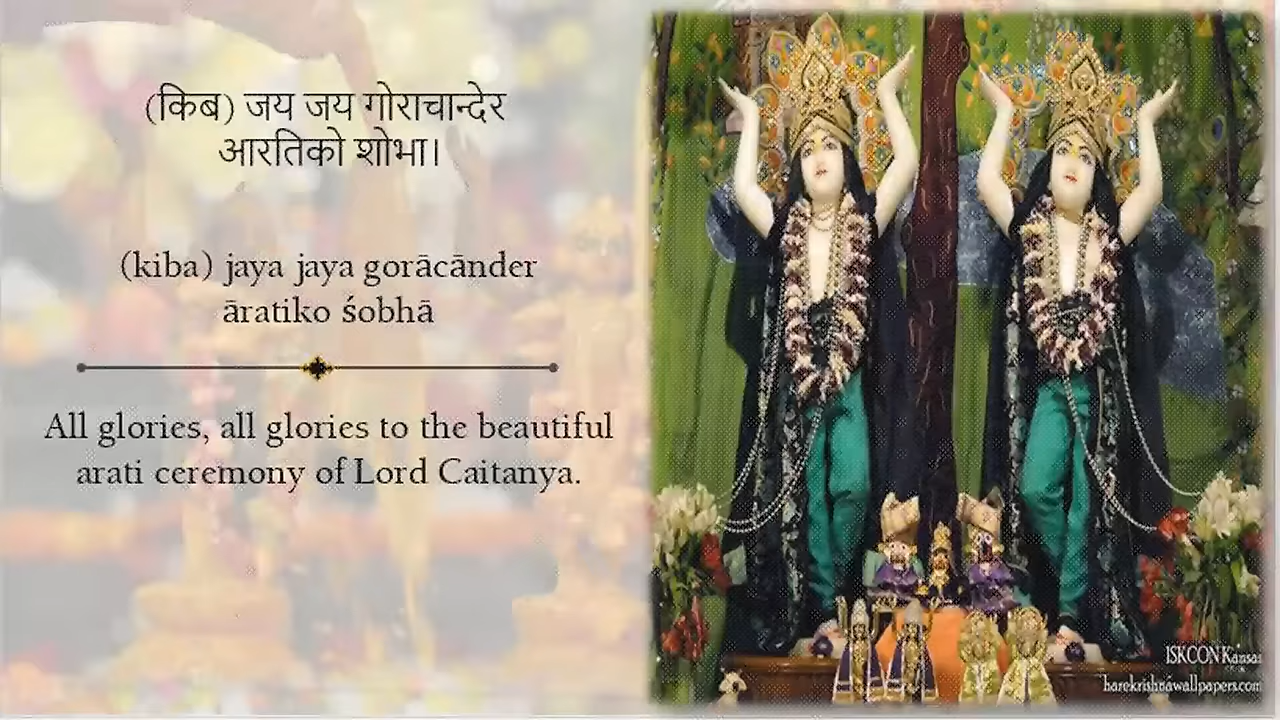 (किब) जय जय गोराचान्देर
आरतिको शोभा।
(kiba) jaya jaya gorācānder
āratiko śobhā
All glories, all glories to the beautiful
arati ceremony of Lord Caitanya.
ISKCON Kansas
harekrishnawallpapers.com